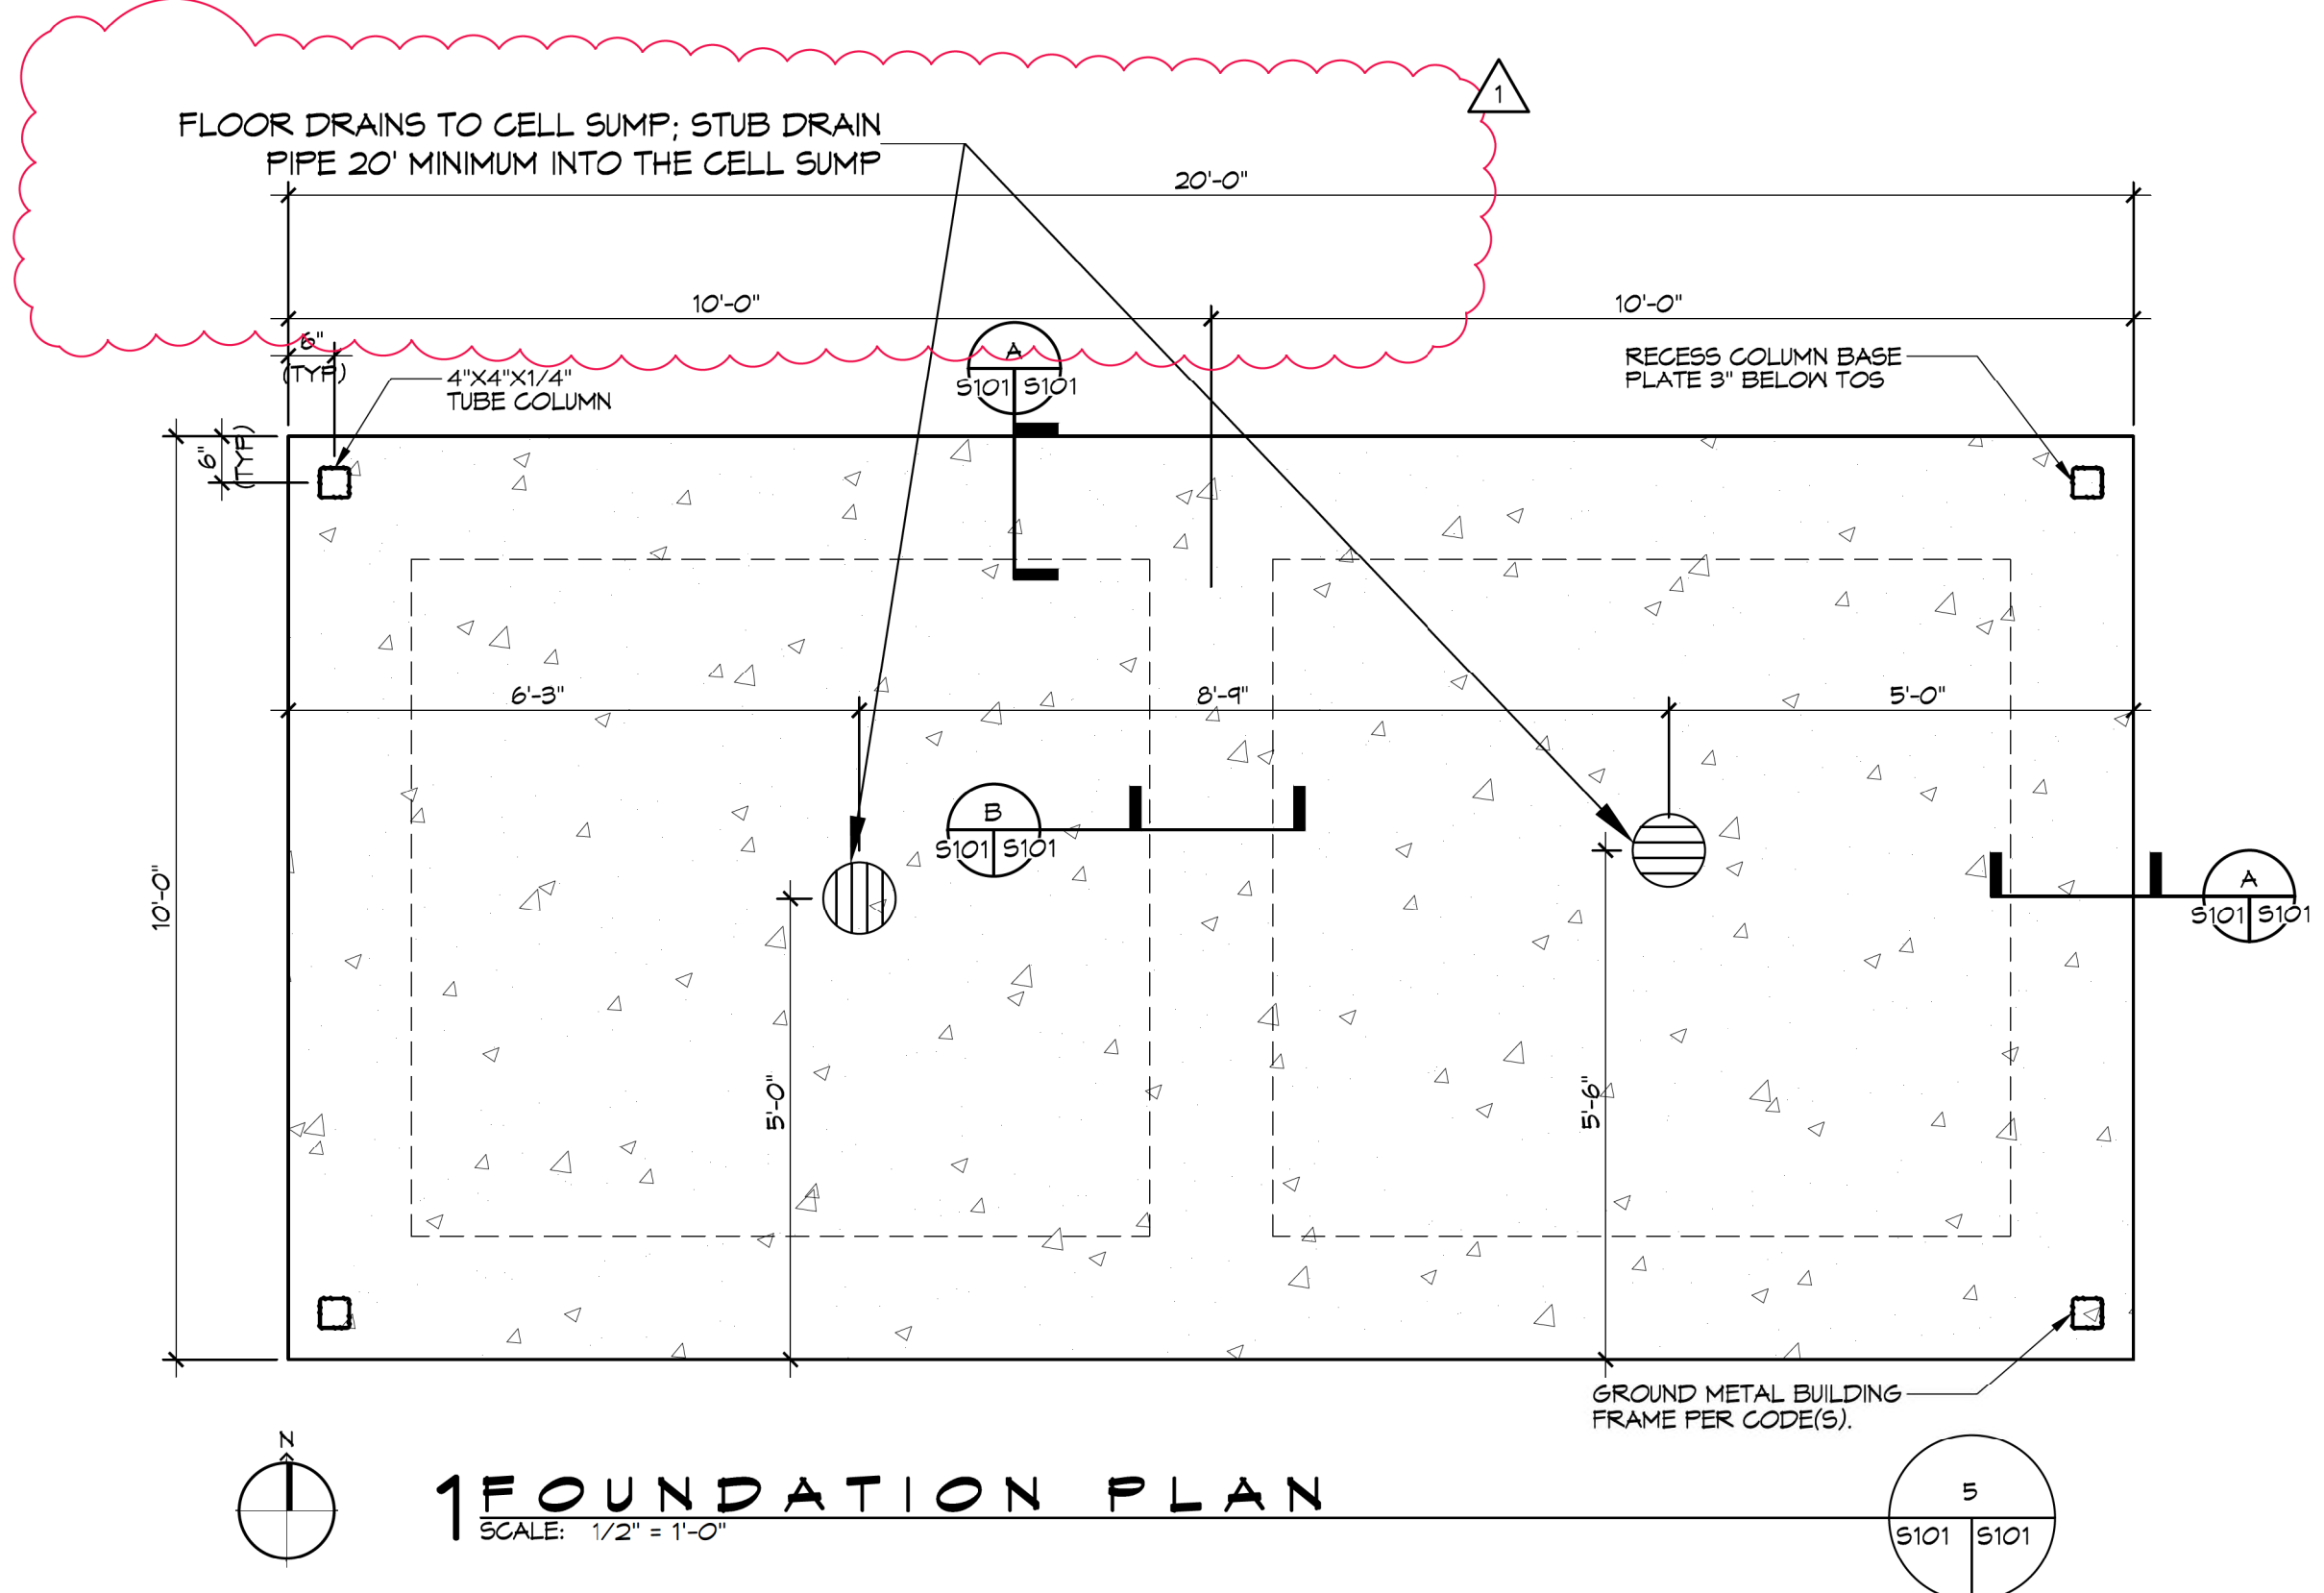 1
FLOOR DRAINS TO CELL SUMP; STUB DRAIN
PIPE 20' MINIMUM INTO THE CELL SUMP
20'-0"
10'-0"
10'-0"
6"
(TYP)
4"X4"X1/4"
TUBE COLUMN
A
S101 S101
RECESS COLUMN BASE
PLATE 3" BELOW TOS
6"
(TYP)
6'-3"
8'-9"
5'-0"
B
S101 S101
A
S101 S101
10'-0"
5'-0"
5'-6"
GROUND METAL BUILDING
FRAME PER CODE(S).
N
1 FOUNDATION PLAN
SCALE: 1/2" = 1'-0"
5
S101 S101